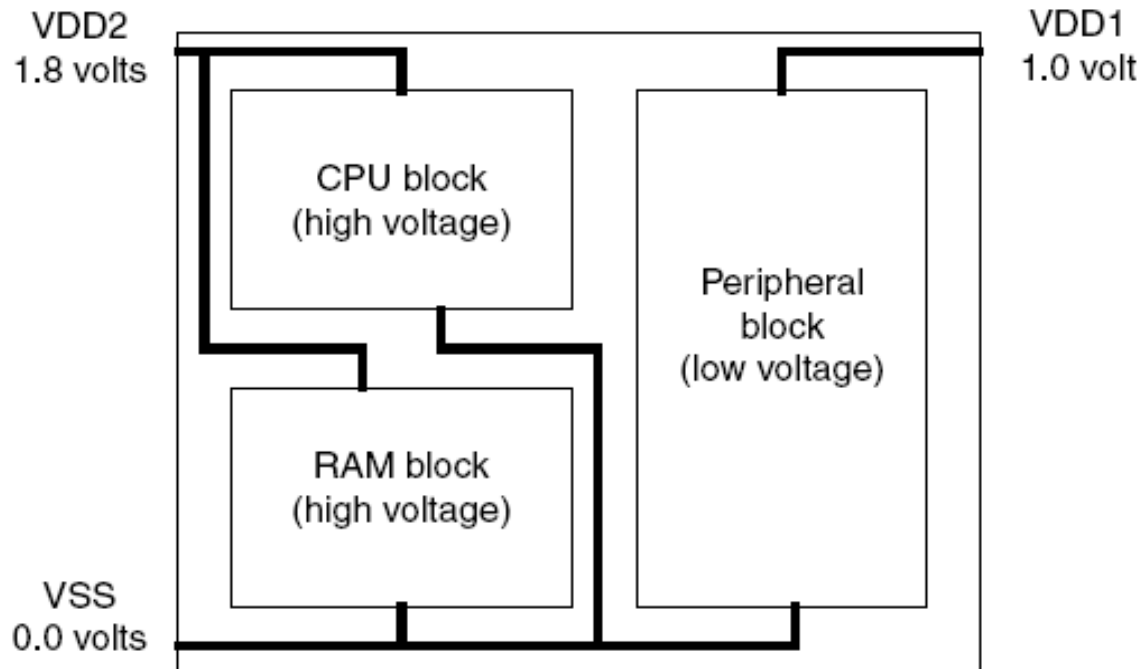 VDD2
1.8 volts
VDD1
1.0 volt
CPU block
(high voltage)
Peripheral
block
(low voltage)
RAM block
(high voltage)
VSS
0.0 volts